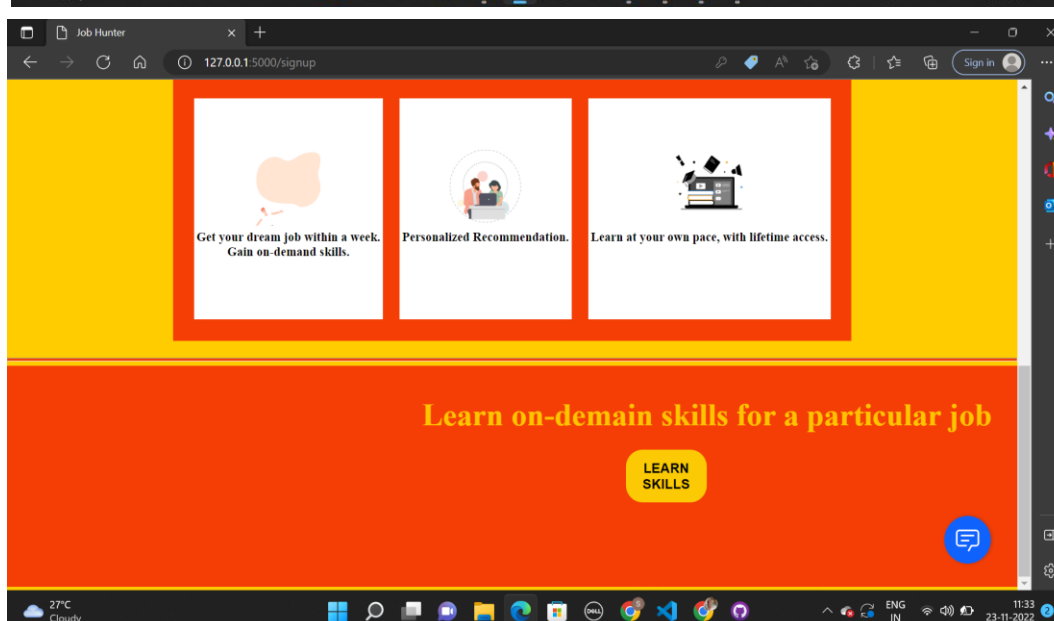 Job Hunter
127.0.0.1:5000/signup
Sign in
Get your dream job within a week.
Gain on-demand skills.
Personalized Recommendation.
Learn at your own pace, with lifetime access.
Learn on-demain skills for a particular job
LEARN
SKILLS
27°C
Cloudy
DELL
ENG
IN
11:33
23-11-2022
2